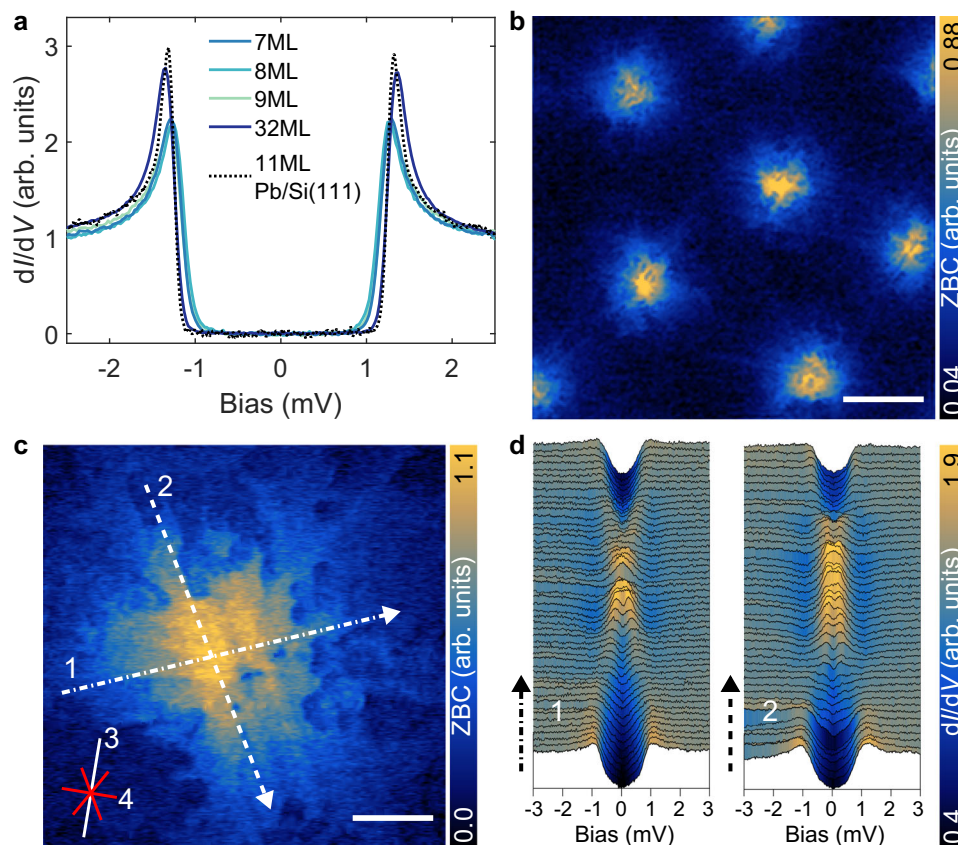 a
3
2
1
0
dI/dV (arb. units)
7ML
8ML
9ML
32ML
11ML
Pb/Si(111)
-2
-1
0
1
2
Bias (mV)
b
0.88
ZBC (arb. units)
0.04
c
2
1
3
4
1.1
ZBC (arb. units)
0.0
d
1
2
-3
-2
-1
0
1
2
3
Bias (mV)
-3
-2
-1
0
1
2
3
Bias (mV)
1.9
dI/dV (arb. units)
0.4